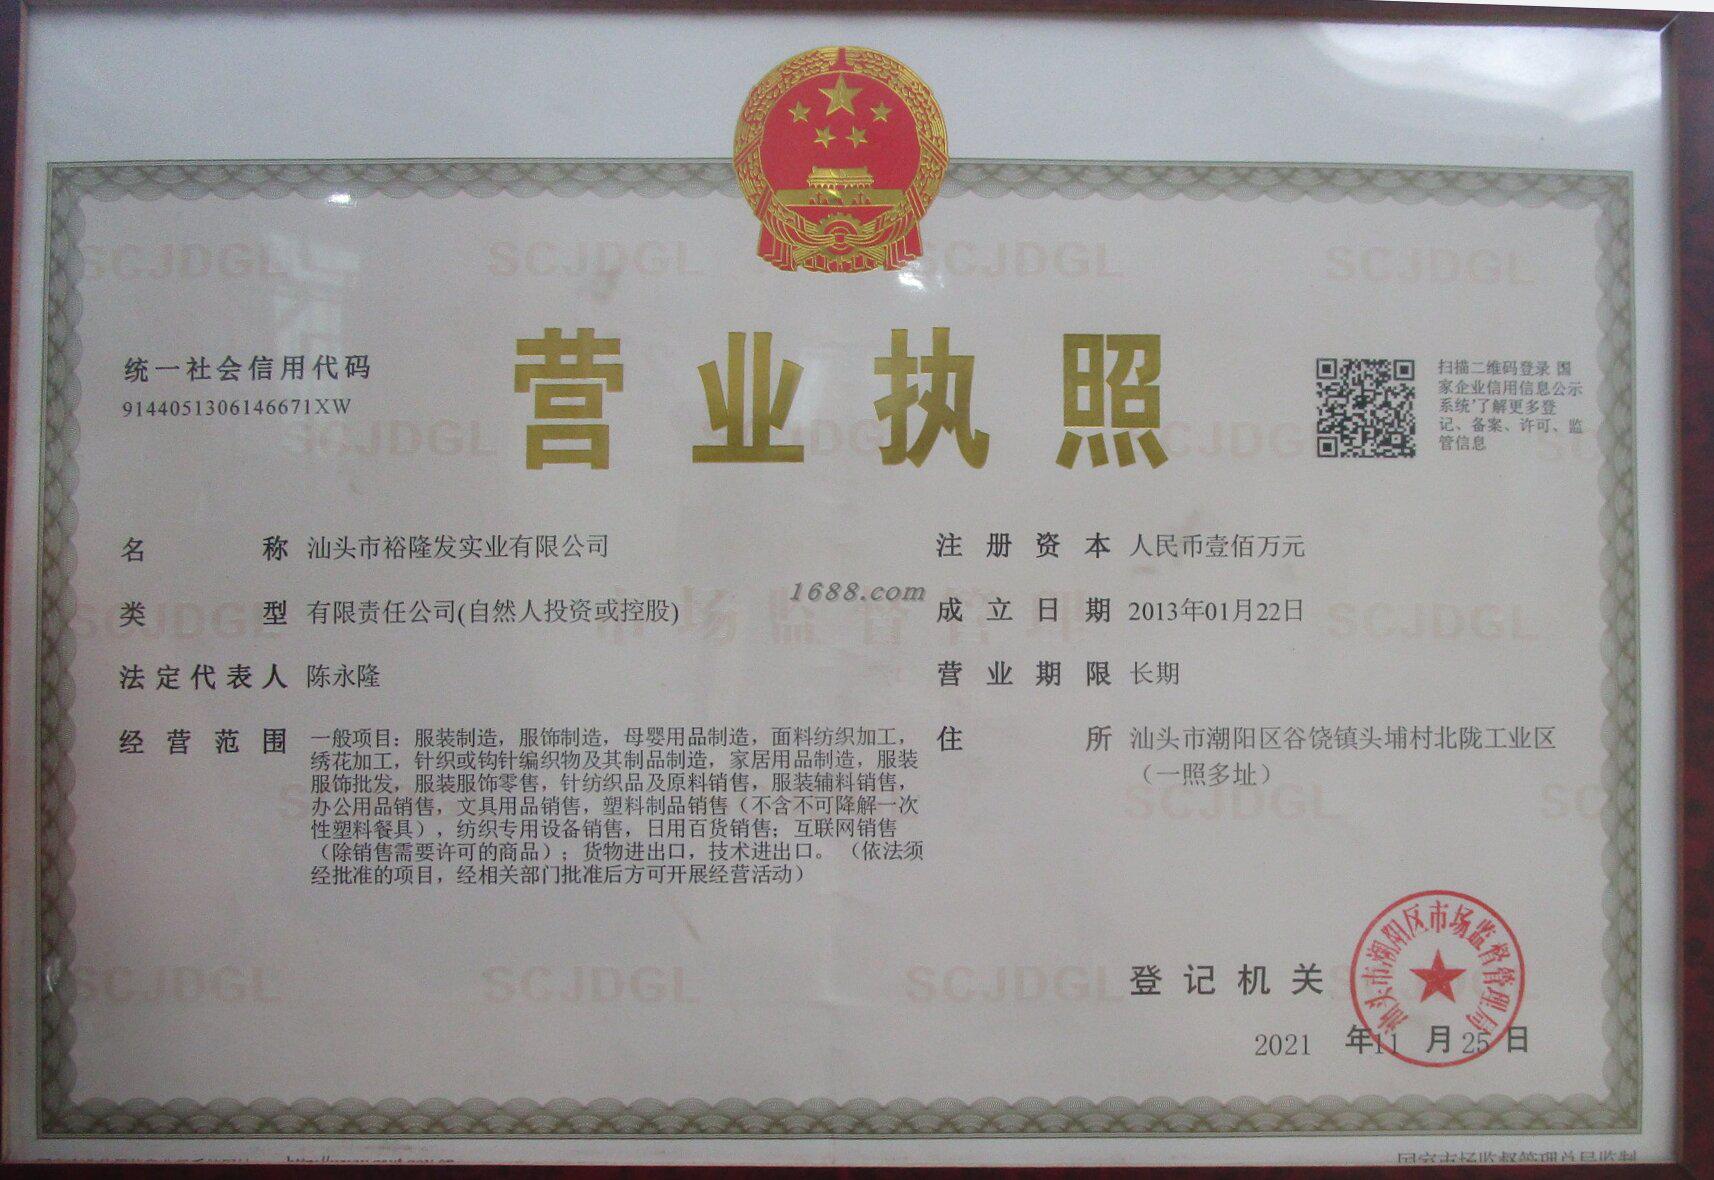 营业执照
统一社会信用代码
9144051306146671XW
扫描二维码登录 国
家企业信用信息公示
系统'了解更多登
记、备案、许可、监
管信息
名称 汕头市裕隆发实业有限公司
类型 有限责任公司(自然人投资或控股)
法定代表人 陈永隆
经营范围 一般项目：服装制造，服饰制造，母婴用品制造，面料纺织加工，
绣花加工，针织或钩针编织物及其制品制造，家居用品制造，服装
服饰批发，服装服饰零售，针纺织品及原料销售，服装辅料销售，
办公用品销售，文具用品销售，塑料制品销售（不含不可降解一次
性塑料餐具），纺织专用设备销售，日用百货销售；互联网销售
（除销售需要许可的商品）；货物进出口，技术进出口。（依法须
经批准的项目，经相关部门批准后方可开展经营活动）
注册资本 人民币壹佰万元
成立日期 2013年01月22日
营业期限 长期
住所 汕头市潮阳区谷饶镇头埔村北陇工业区
（一照多址）
1688.com
登记机关
汕头市潮阳区市场监督管理局
2021 年11 月25 日
国家市场监督管理总局监制